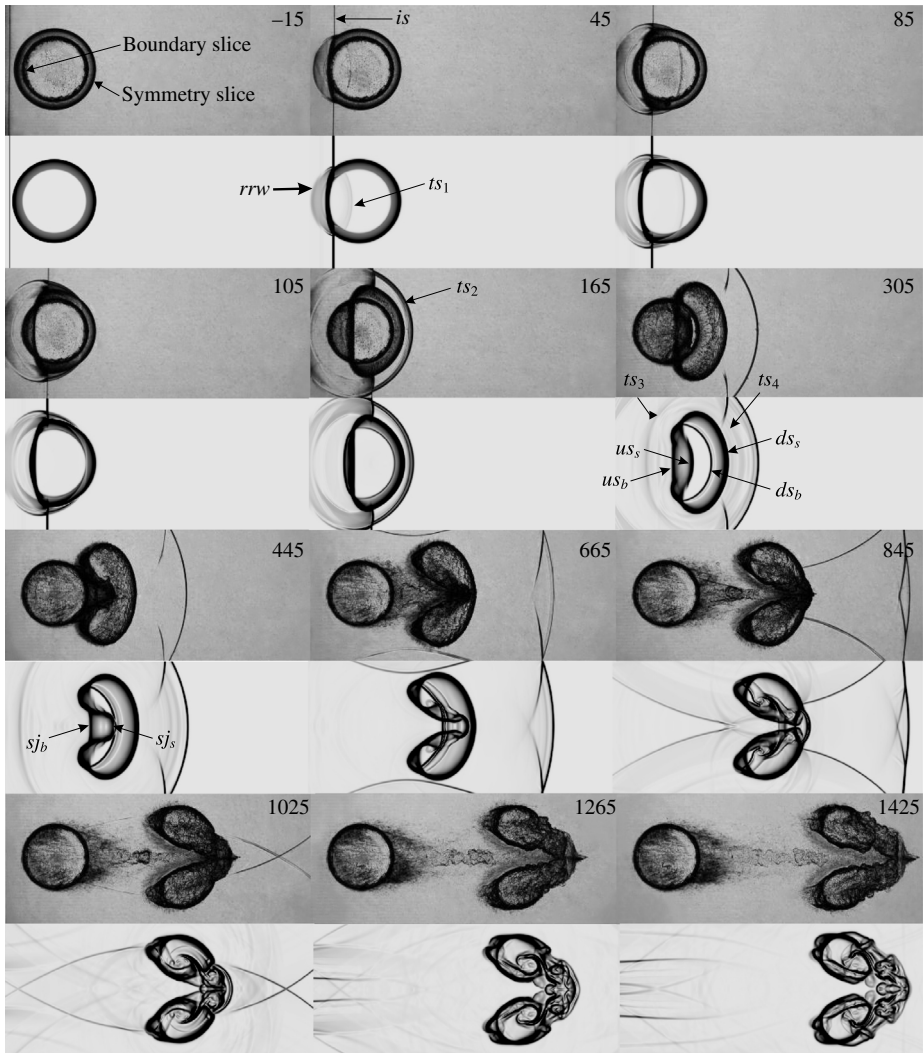 –15
is
45
85
Boundary slice
Symmetry slice
rrw
ts1
105
ts2
165
305
ts3
ts4
uss
dss
usb
dsb
445
665
845
sjb
sjs
1025
1265
1425